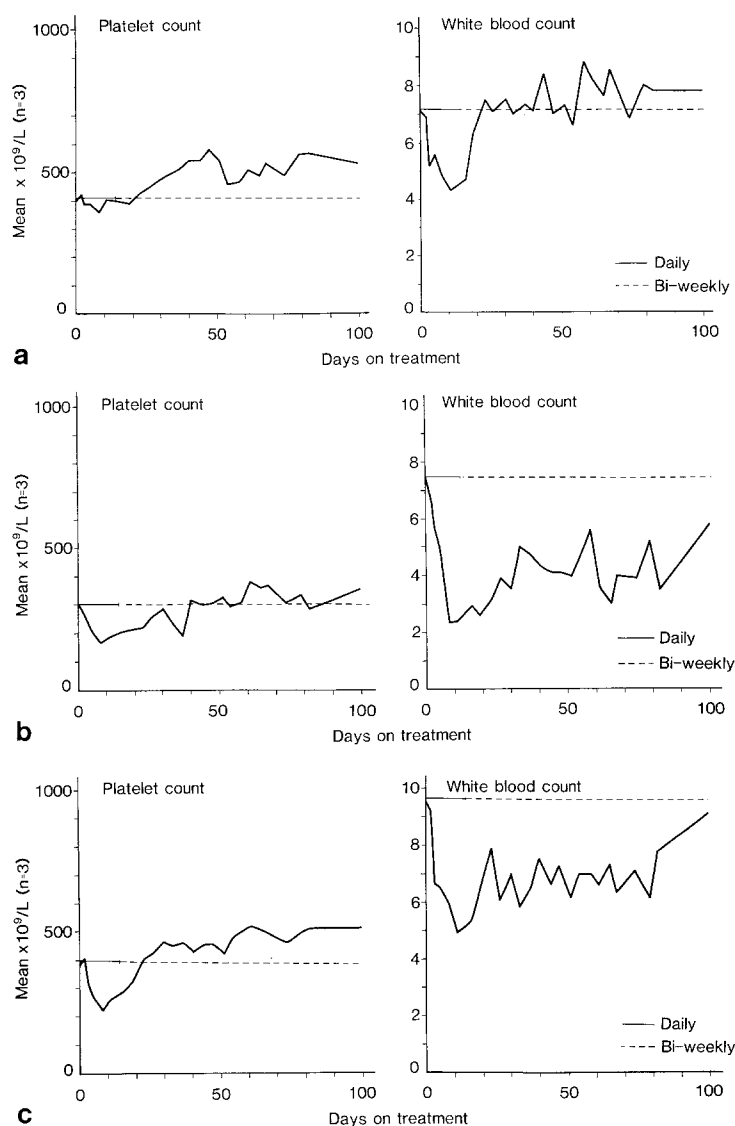 Platelet count
White blood count
1000
500
0
Mean x 10⁹/L (n=3)
10
8
6
4
2
0
Daily
Bi-weekly
0 50 100
0 50 100
a
Days on treatment
Platelet count
White blood count
1000
500
0
Mean x10⁹/L (n=3)
10
8
6
4
2
0
Daily
Bi-weekly
0 50 100
0 50 100
b
Days on treatment
Platelet count
White blood count
1000
500
0
Mean x10⁹/L (n=3)
10
8
6
4
2
0
Daily
Bi-weekly
0 50 100
0 50 100
c
Days on treatment